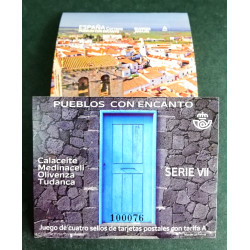 ESPAÑA
PUEBLOS CON ENCANTO
Calaceite
Medinaceli
Olivenza
Tudanca
SERIE VII
100076
Juego de cuatro sellos de tarjetas postales con tarifa A